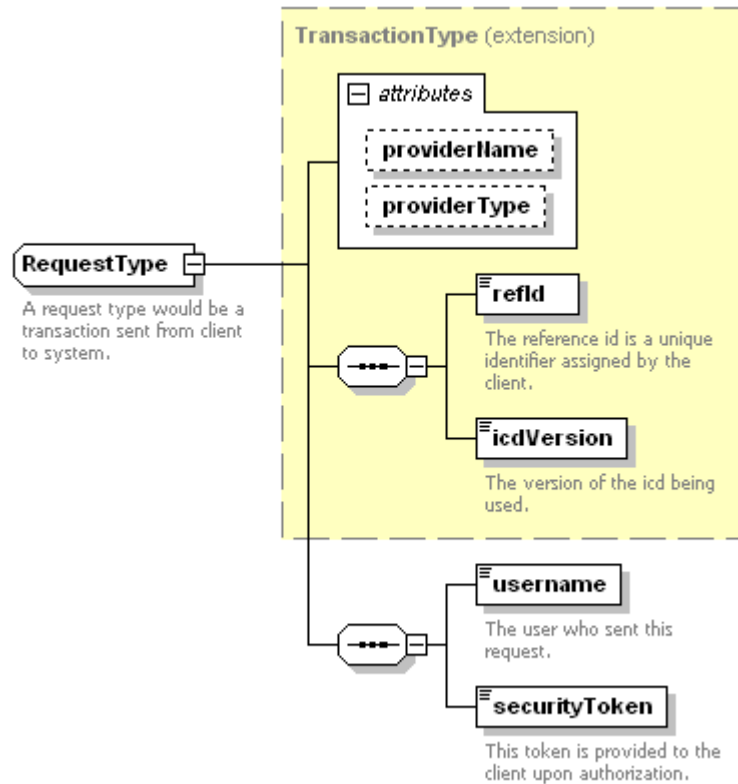 TransactionType (extension)
attributes
providerName
providerType
RequestType
A request type would be a
transaction sent from client
to system.
refId
The reference id is a unique
identifier assigned by the
client.
icdVersion
The version of the icd being
used.
username
The user who sent this
request.
securityToken
This token is provided to the
client upon authorization.